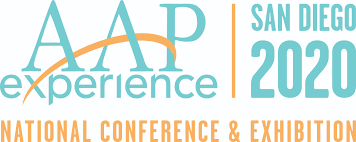 AAP
experience
SAN DIEGO
2020
NATIONAL CONFERENCE & EXHIBITION